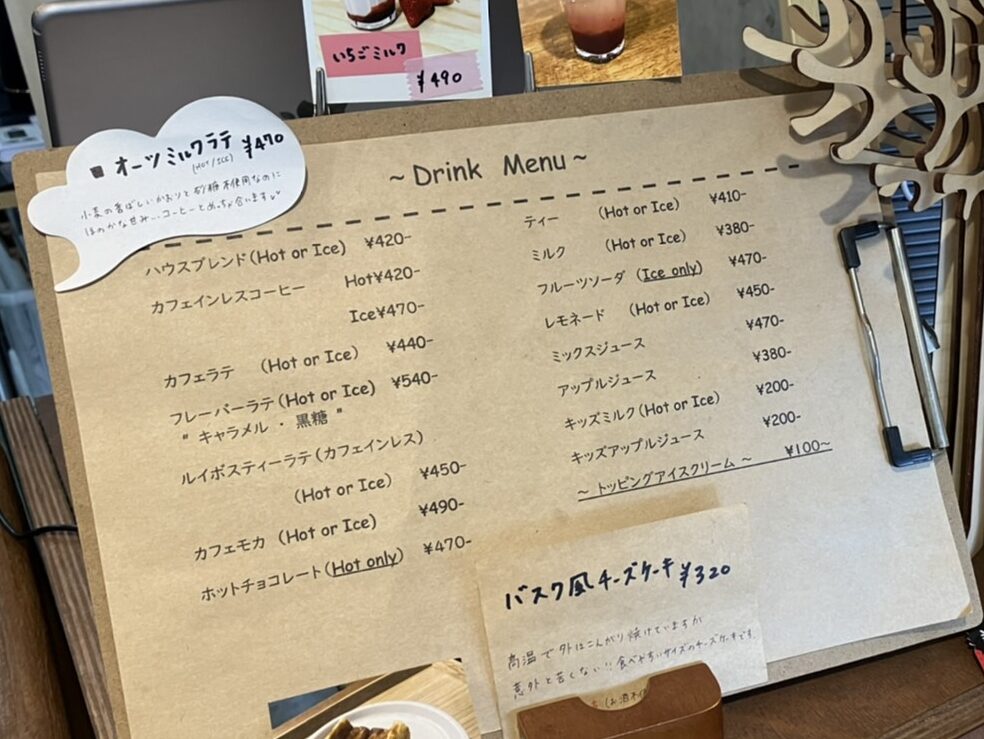 いちごミルク
¥490
■ オーツミルクラテ ¥470
(HOT/ICE)
小麦の香ばしいかおりと砂糖不使用なのに
ほのかな甘み…コーヒーとめっちゃ合います♡
~Drink Menu~
ハウスブレンド(Hot or Ice) ¥420-
カフェインレスコーヒー Hot¥420-
Ice¥470-
カフェラテ (Hot or Ice) ¥440-
フレーバーラテ(Hot or Ice) ¥540-
" キャラメル ・ 黒糖 "
ルイボスティーラテ(カフェインレス)
(Hot or Ice) ¥450-
カフェモカ (Hot or Ice) ¥490-
ホットチョコレート(Hot only) ¥470-
ティー (Hot or Ice) ¥410-
ミルク (Hot or Ice) ¥380-
フルーツソーダ (Ice only) ¥470-
レモネード (Hot or Ice) ¥450-
ミックスジュース ¥470-
アップルジュース ¥380-
キッズミルク(Hot or Ice) ¥200-
キッズアップルジュース ¥200-
~ トッピングアイスクリーム ~ ¥100~
バスク風チーズケーキ ¥320
高温で外はこんがり焼けていますが
意外と苦くない!!食べやすいサイズのチーズケーキです。